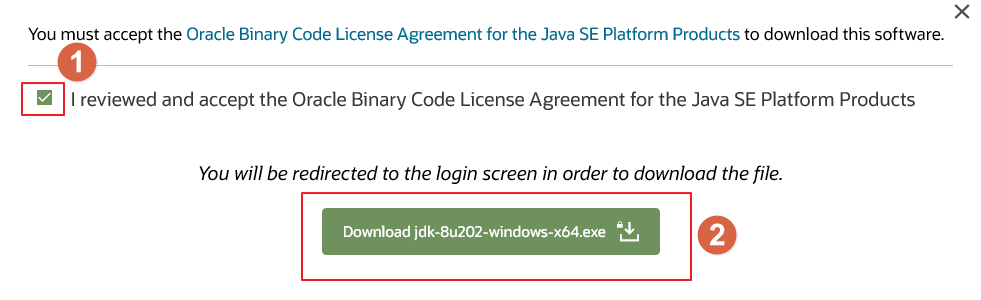 You must accept the Oracle Binary Code License Agreement for the Java SE Platform Products to download this software.
1
I reviewed and accept the Oracle Binary Code License Agreement for the Java SE Platform Products
You will be redirected to the login screen in order to download the file.
Download jdk-8u202-windows-x64.exe
2